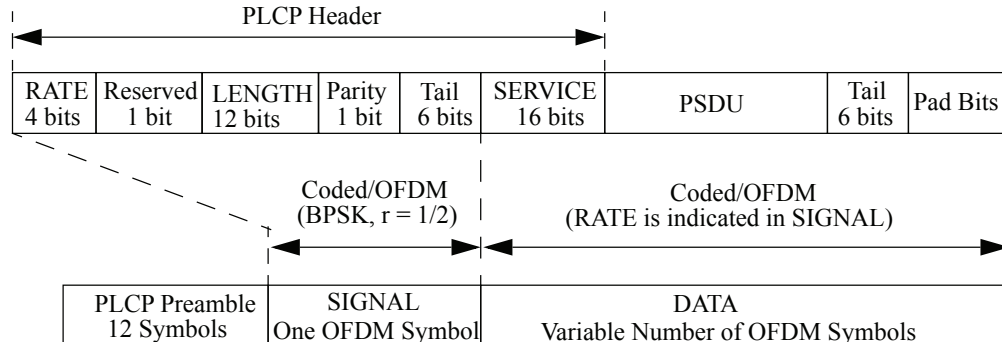 PLCP Header
RATE Reserved LENGTH Parity Tail SERVICE PSDU Tail Pad Bits
4 bits 1 bit 12 bits 1 bit 6 bits 16 bits 6 bits
Coded/OFDM Coded/OFDM
(BPSK, r = 1/2) (RATE is indicated in SIGNAL)
PLCP Preamble SIGNAL DATA
12 Symbols One OFDM Symbol Variable Number of OFDM Symbols